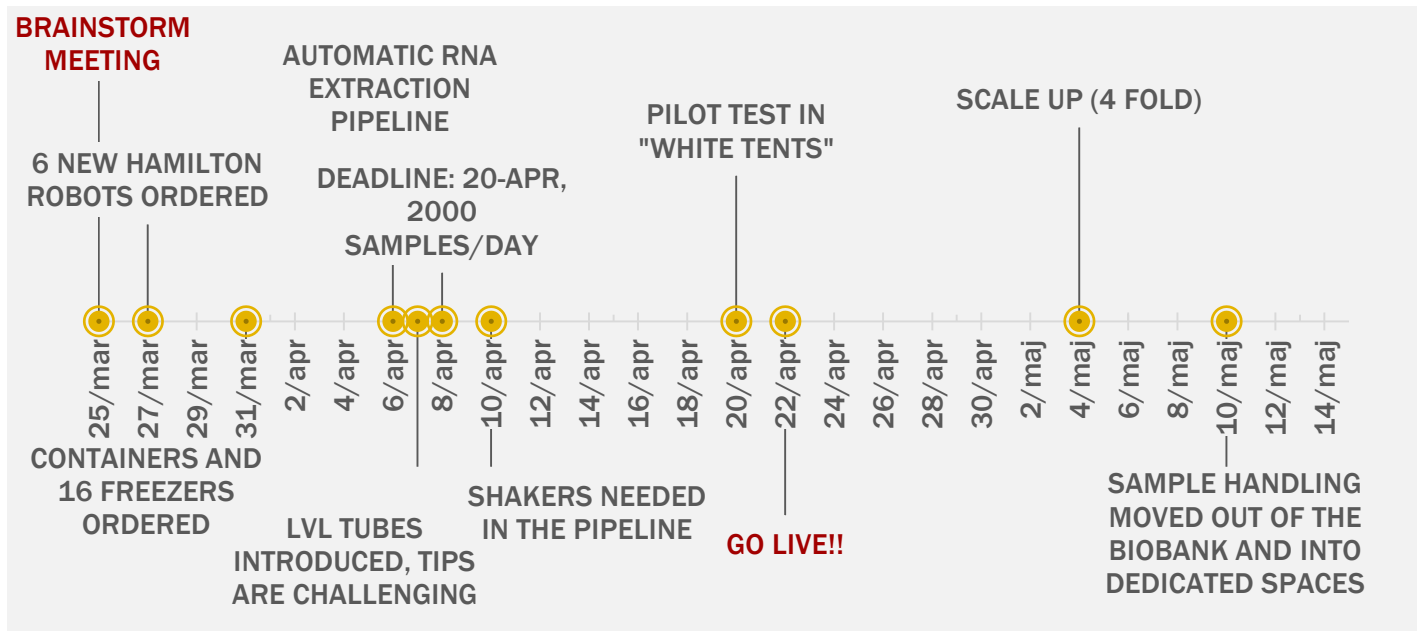 BRAINSTORM
MEETING
6 NEW HAMILTON
ROBOTS ORDERED
AUTOMATIC RNA
EXTRACTION
PIPELINE
DEADLINE: 20-APR,
2000
SAMPLES/DAY
PILOT TEST IN
"WHITE TENTS"
SCALE UP (4 FOLD)
25/mar
27/mar
29/mar
31/mar
2/apr
4/apr
6/apr
8/apr
10/apr
12/apr
14/apr
16/apr
18/apr
20/apr
22/apr
24/apr
26/apr
28/apr
30/apr
2/maj
4/maj
6/maj
8/maj
10/maj
12/maj
14/maj
CONTAINERS AND
16 FREEZERS
ORDERED
LVL TUBES
INTRODUCED, TIPS
ARE CHALLENGING
SHAKERS NEEDED
IN THE PIPELINE
GO LIVE!!
SAMPLE HANDLING
MOVED OUT OF THE
BIOBANK AND INTO
DEDICATED SPACES